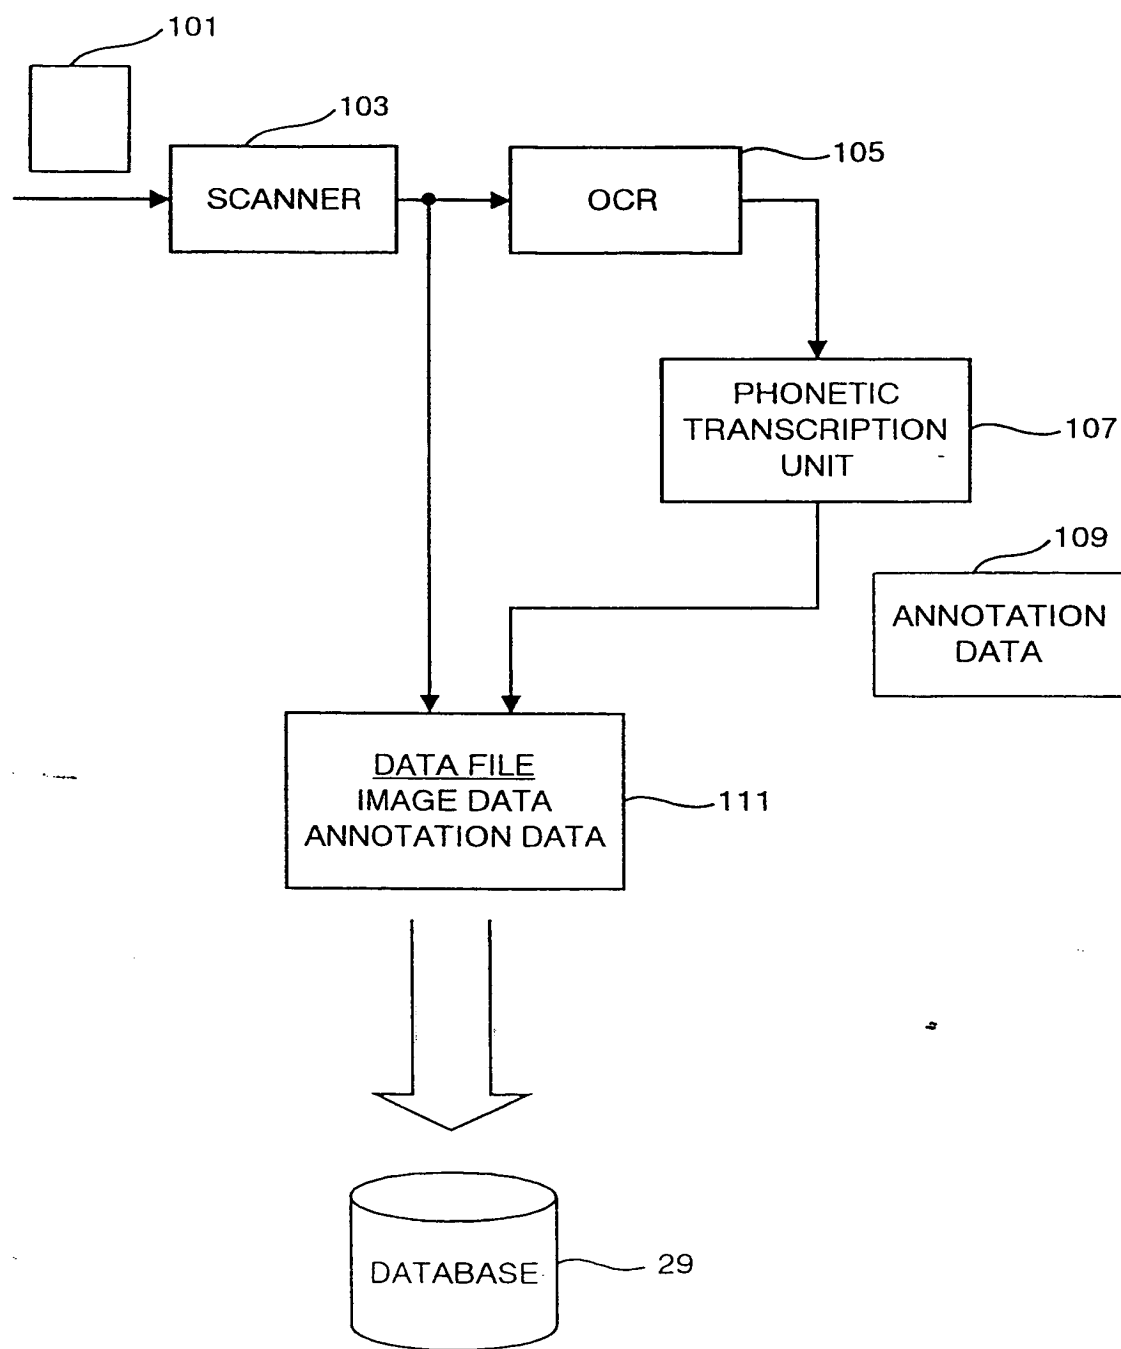 101
103
SCANNER
105
OCR
PHONETIC
TRANSCRIPTION
UNIT
107
109
ANNOTATION
DATA
DATA FILE
IMAGE DATA
ANNOTATION DATA
111
DATABASE
29